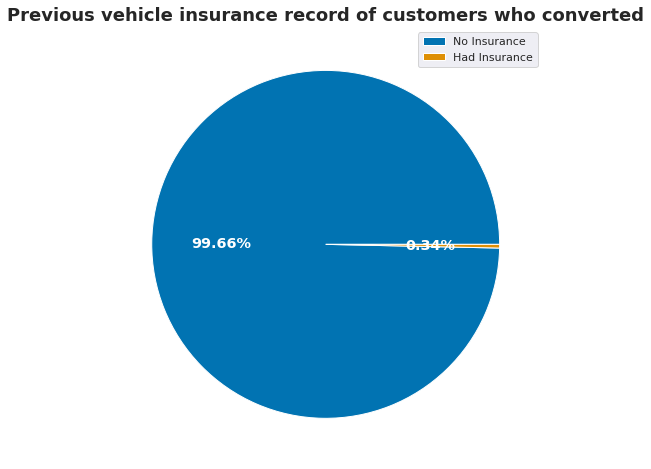 Previous vehicle insurance record of customers who converted
No Insurance
Had Insurance
99.66%
0.34%